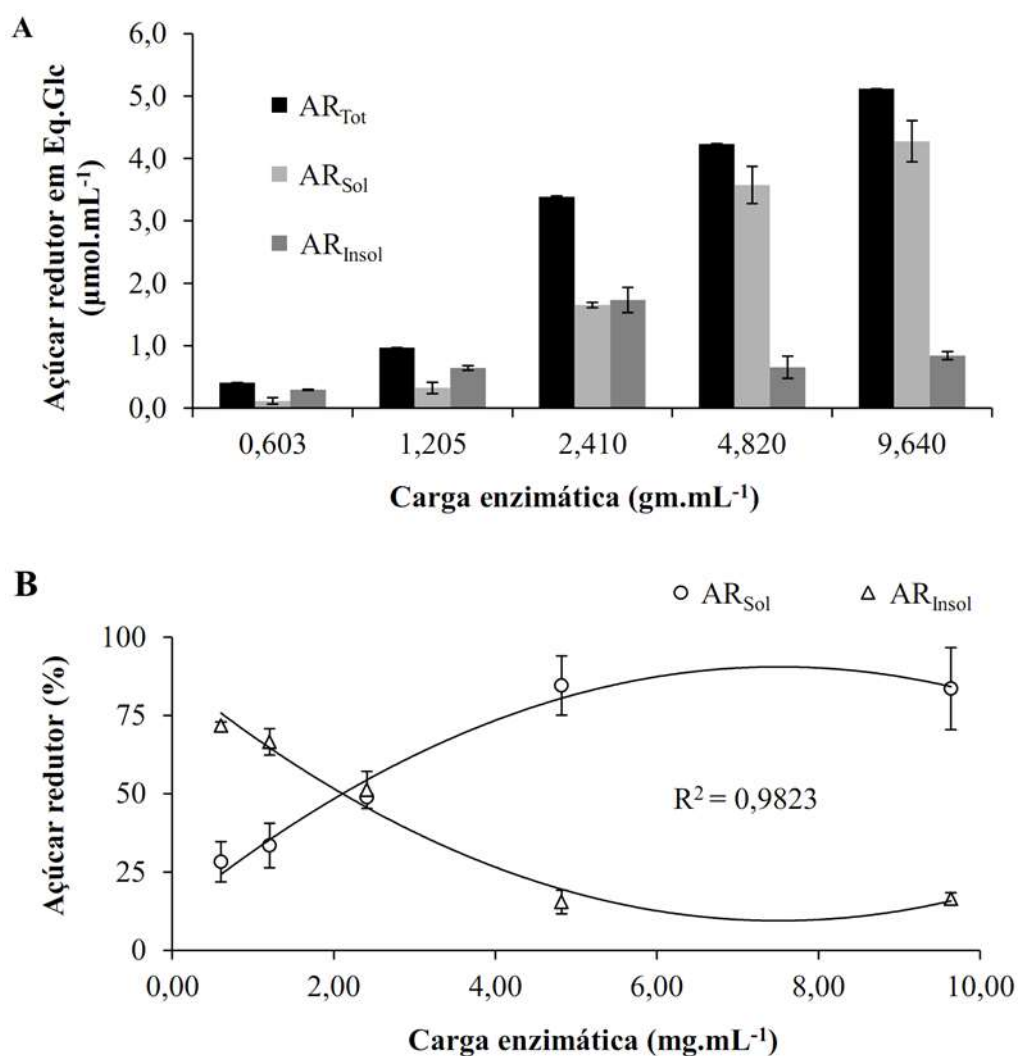 A
6,0
5,0
4,0
3,0
2,0
1,0
0,0
Açúcar redutor em Eq.Glc
(µmol.mL⁻¹)
AR_Tot
AR_Sol
AR_Insol
0,603 1,205 2,410 4,820 9,640
Carga enzimática (gm.mL⁻¹)
B
AR_Sol AR_Insol
100
75
50
25
0
Açúcar redutor (%)
R² = 0,9823
0,00 2,00 4,00 6,00 8,00 10,00
Carga enzimática (mg.mL⁻¹)